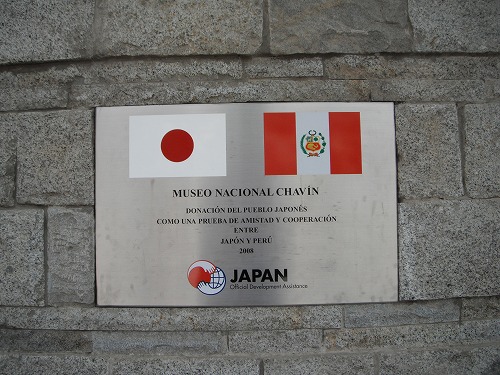 MUSEO NACIONAL CHAVÍN
DONACIÓN DEL PUEBLO JAPONÉS
COMO UNA PRUEBA DE AMISTAD Y COOPERACIÓN
ENTRE
JAPÓN Y PERÚ
2008
JAPAN
Official Development Assistance